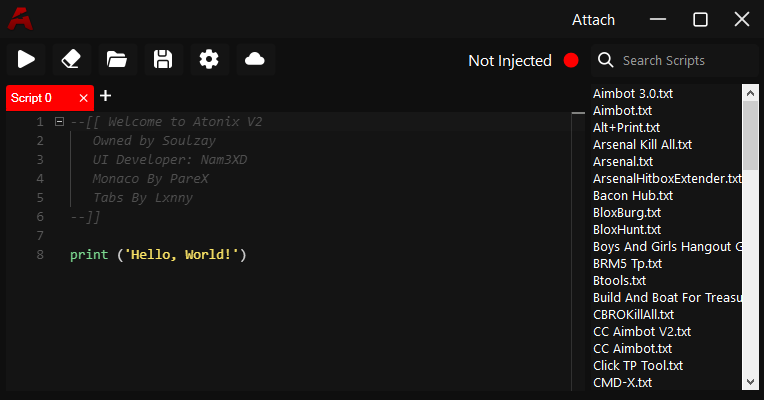 Attach
Not Injected
Search Scripts
Script 0
1 --[[ Welcome to Atonix V2
2 Owned by Soulzay
3 UI Developer: Nam3XD
4 Monaco By PareX
5 Tabs By Lxnny
6 --]]
7
8 print ('Hello, World!')
Aimbot 3.0.txt
Aimbot.txt
Alt+Print.txt
Arsenal Kill All.txt
Arsenal.txt
ArsenalHitboxExtender.txt
Bacon Hub.txt
BloxBurg.txt
BloxHunt.txt
Boys And Girls Hangout G
BRM5 Tp.txt
Btools.txt
Build And Boat For Treasu
CBROKillAll.txt
CC Aimbot V2.txt
CC Aimbot.txt
Click TP Tool.txt
CMD-X.txt